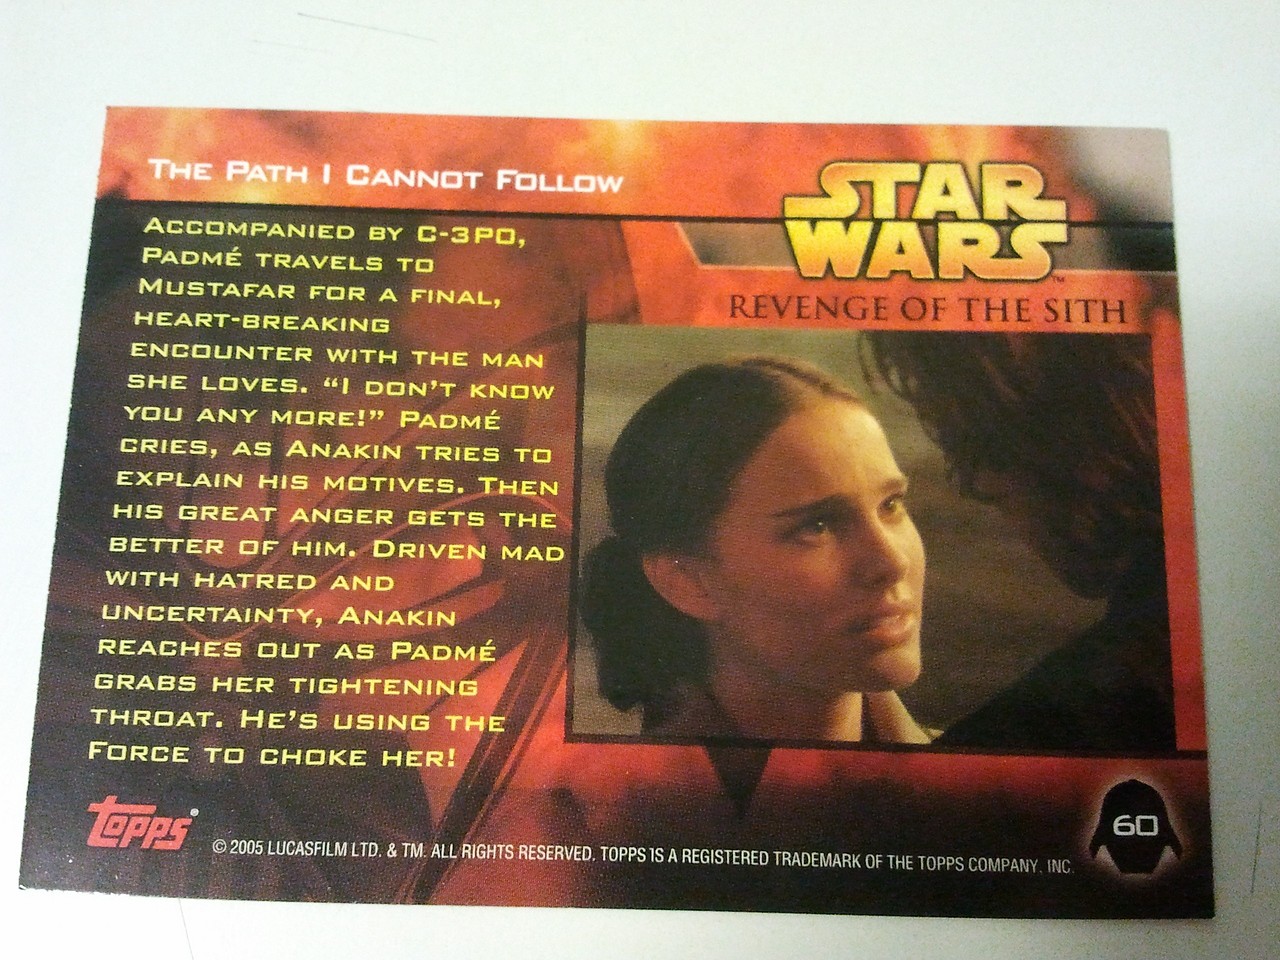 The Path I Cannot Follow
STAR
WARS
™
REVENGE OF THE SITH
Accompanied by C-3PO,
Padmé travels to
Mustafar for a final,
heart-breaking
encounter with the man
she loves. “I don’t know
you any more!” Padmé
cries, as Anakin tries to
explain his motives. Then
his great anger gets the
better of him. Driven mad
with hatred and
uncertainty, Anakin
reaches out as Padmé
grabs her tightening
throat. He’s using the
Force to choke her!
topps®
© 2005 LUCASFILM LTD. & TM. ALL RIGHTS RESERVED. TOPPS IS A REGISTERED TRADEMARK OF THE TOPPS COMPANY, INC.
60